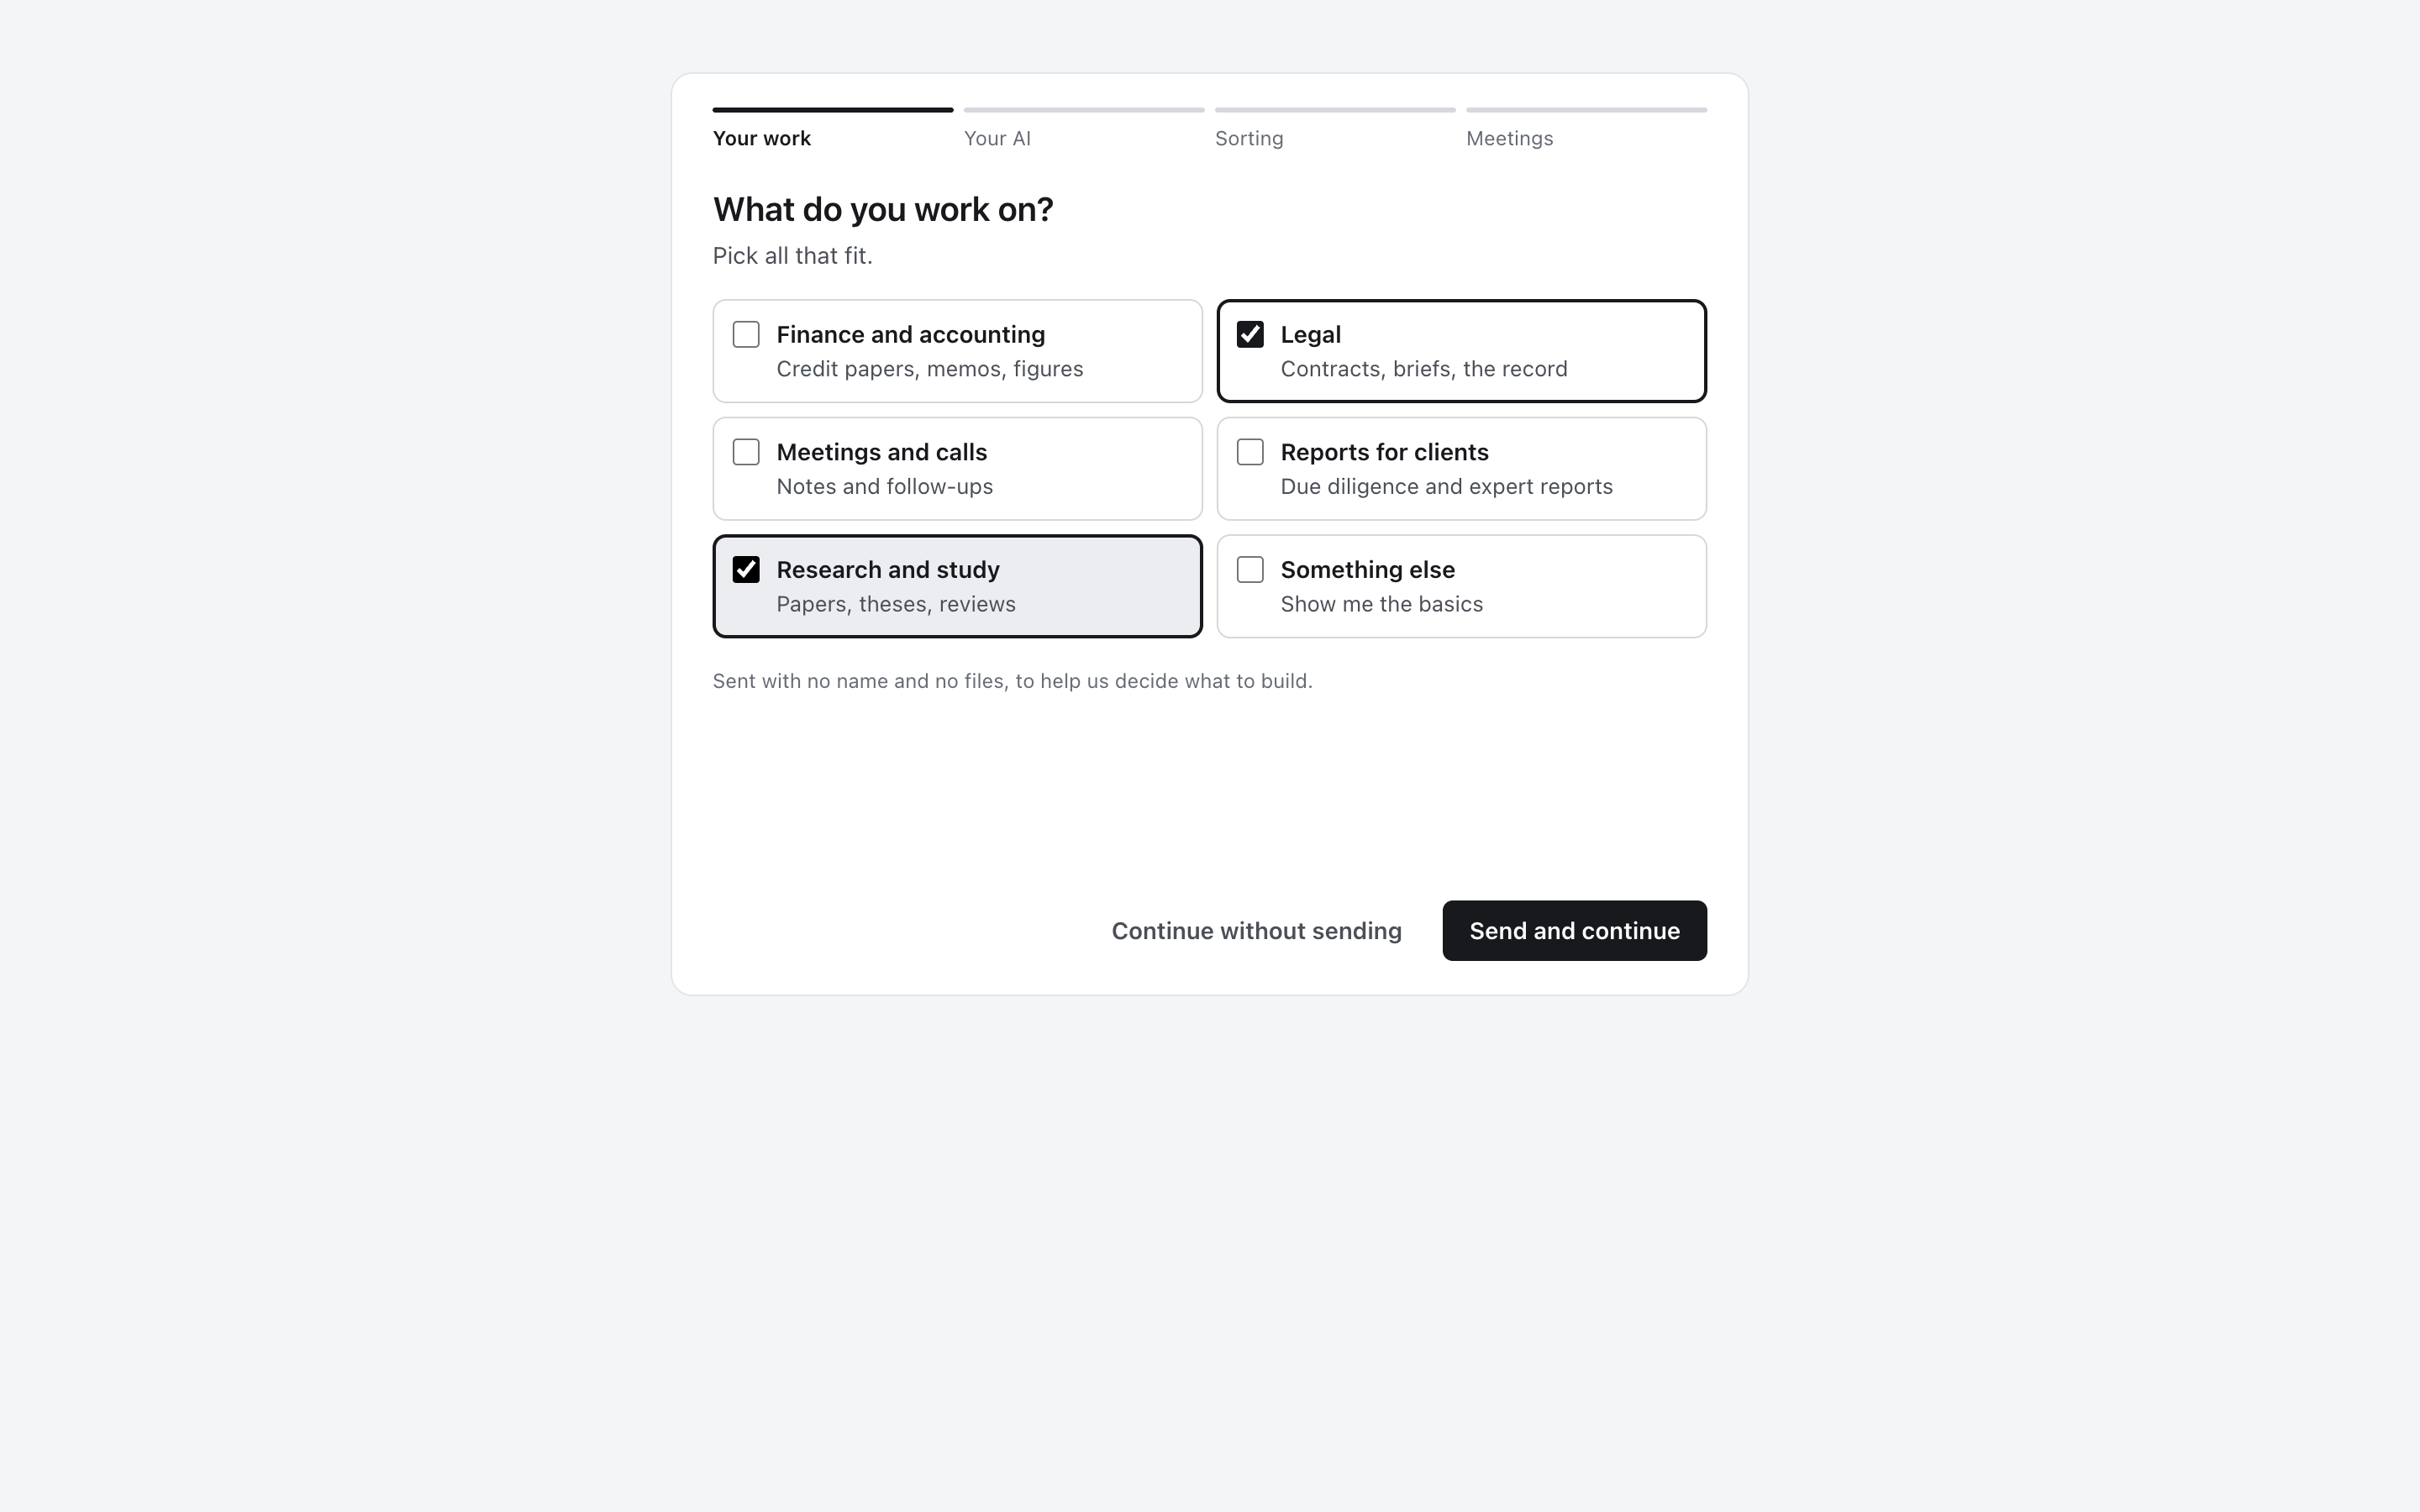 Your work
Your AI
Sorting
Meetings
What do you work on?
Pick all that fit.
Finance and accounting
Credit papers, memos, figures
Legal
Contracts, briefs, the record
Meetings and calls
Notes and follow-ups
Reports for clients
Due diligence and expert reports
Research and study
Papers, theses, reviews
Something else
Show me the basics
Sent with no name and no files, to help us decide what to build.
Continue without sending
Send and continue